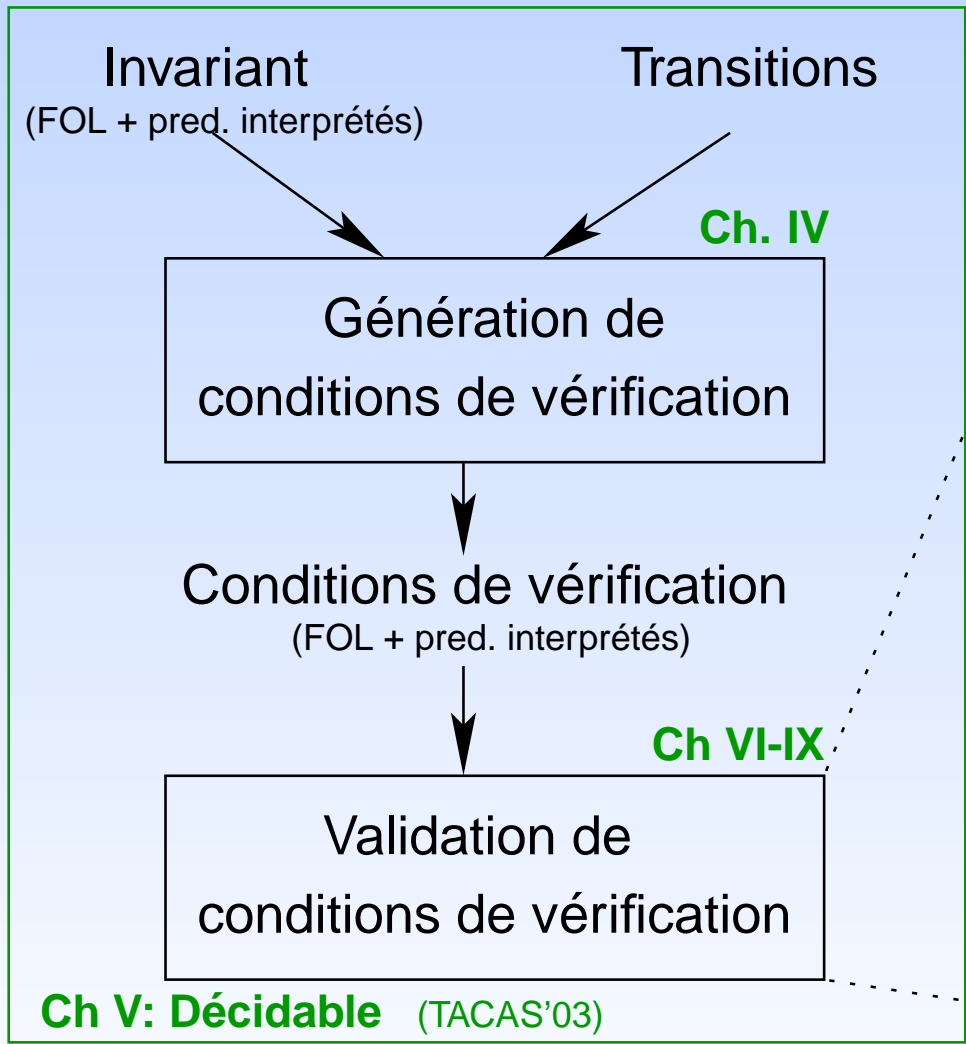 Invariant
(FOL + pred. interprétés)
Transitions
Ch. IV
Génération de
conditions de vérification
Conditions de vérification
(FOL + pred. interprétés)
Ch VI-IX
Validation de
conditions de vérification
Ch V: Décidable (TACAS'03)